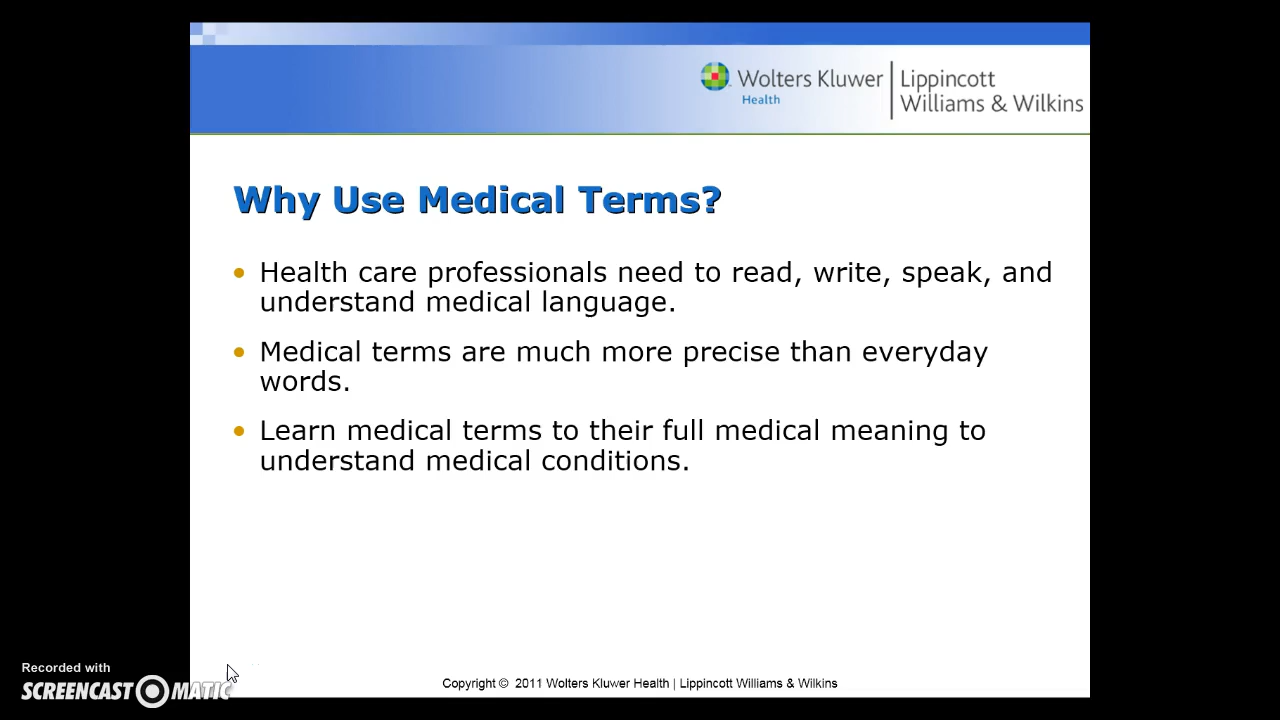 Wolters Kluwer
Health
Lippincott
Williams & Wilkins
Why Use Medical Terms?
• Health care professionals need to read, write, speak, and
understand medical language.
• Medical terms are much more precise than everyday
words.
• Learn medical terms to their full medical meaning to
understand medical conditions.
Recorded with
SCREENCAST MATIC
Copyright © 2011 Wolters Kluwer Health | Lippincott Williams & Wilkins